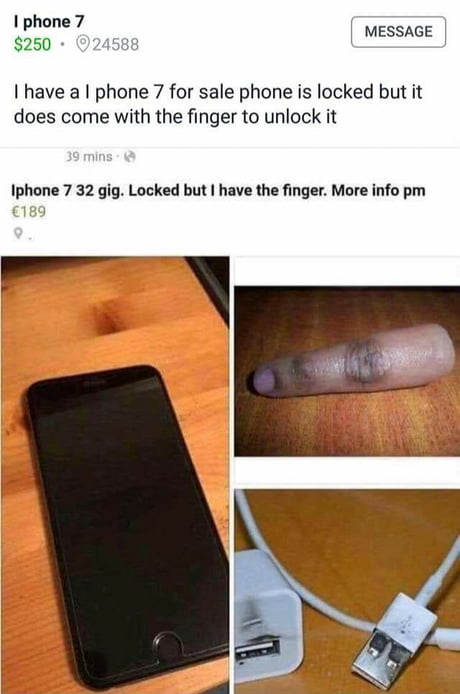 I phone 7
$250 · 24588
MESSAGE
I have a I phone 7 for sale phone is locked but it
does come with the finger to unlock it
39 mins ·
Iphone 7 32 gig. Locked but I have the finger. More info pm
€189